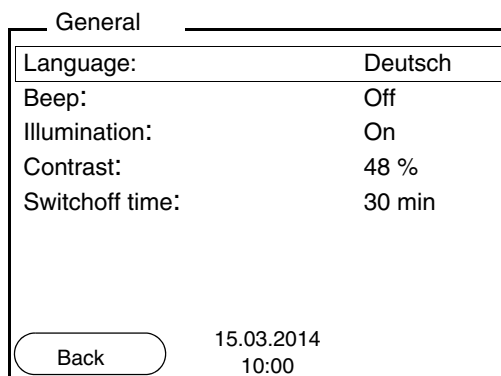 General
Language: Deutsch
Beep: Off
Illumination: On
Contrast: 48 %
Switchoff time: 30 min
15.03.2014
Back 10:00